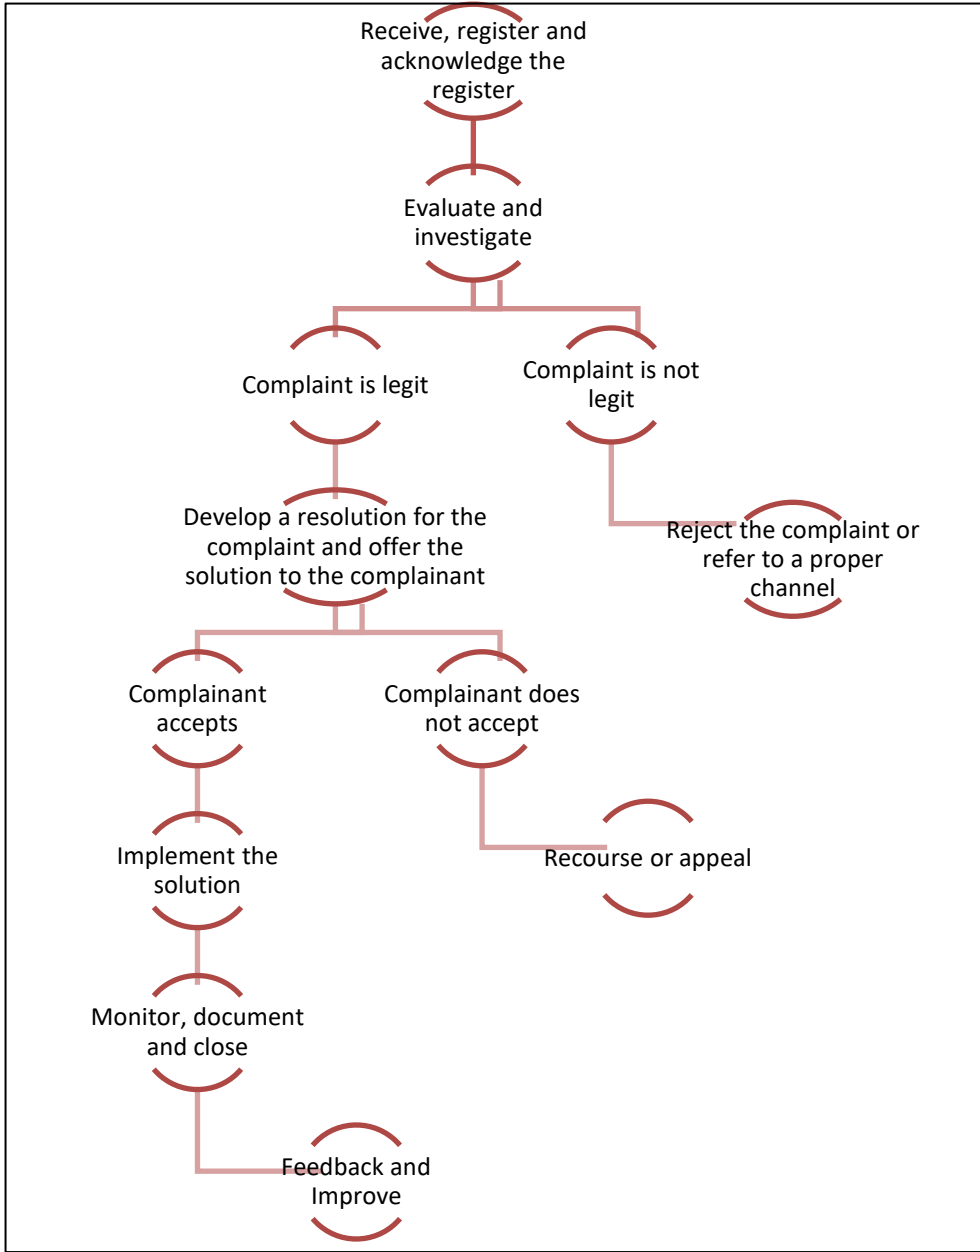 Receive, register and
acknowledge the
register
Evaluate and
investigate
Complaint is legit
Complaint is not
legit
Develop a resolution for the
complaint and offer the
solution to the complainant
Reject the complaint or
refer to a proper
channel
Complainant
accepts
Complainant does
not accept
Implement the
solution
Recourse or appeal
Monitor, document
and close
Feedback and
Improve